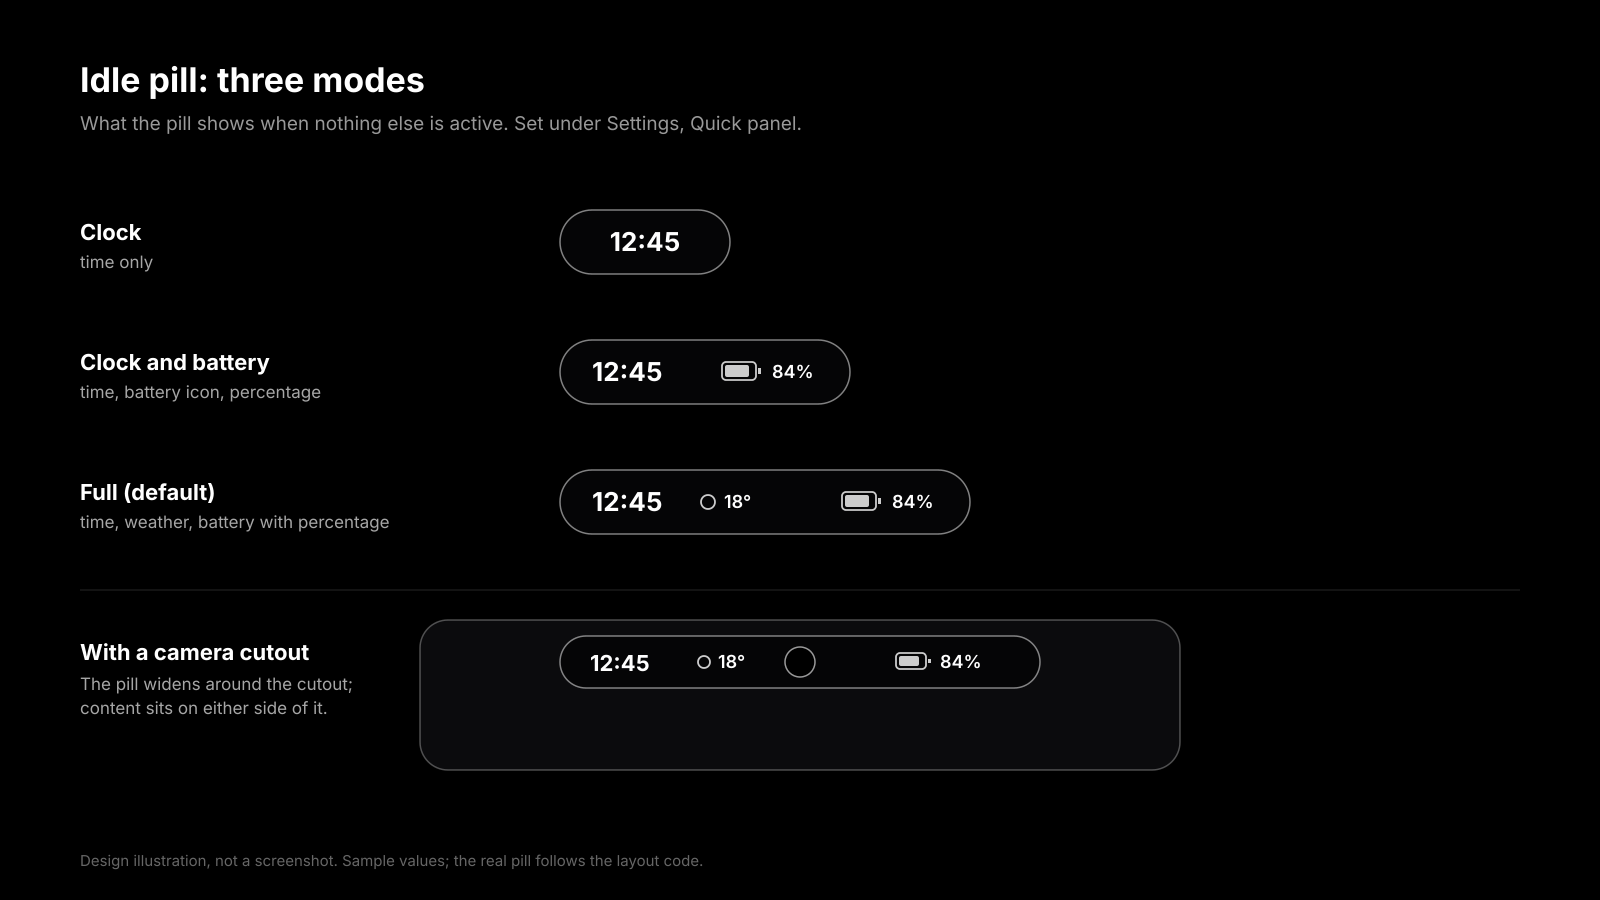 Idle pill: three modes
What the pill shows when nothing else is active. Set under Settings, Quick panel.
Clock
time only
12:45
Clock and battery
time, battery icon, percentage
12:45 84%
Full (default)
time, weather, battery with percentage
12:45 18° 84%
With a camera cutout
The pill widens around the cutout;
content sits on either side of it.
12:45 18° 84%
Design illustration, not a screenshot. Sample values; the real pill follows the layout code.